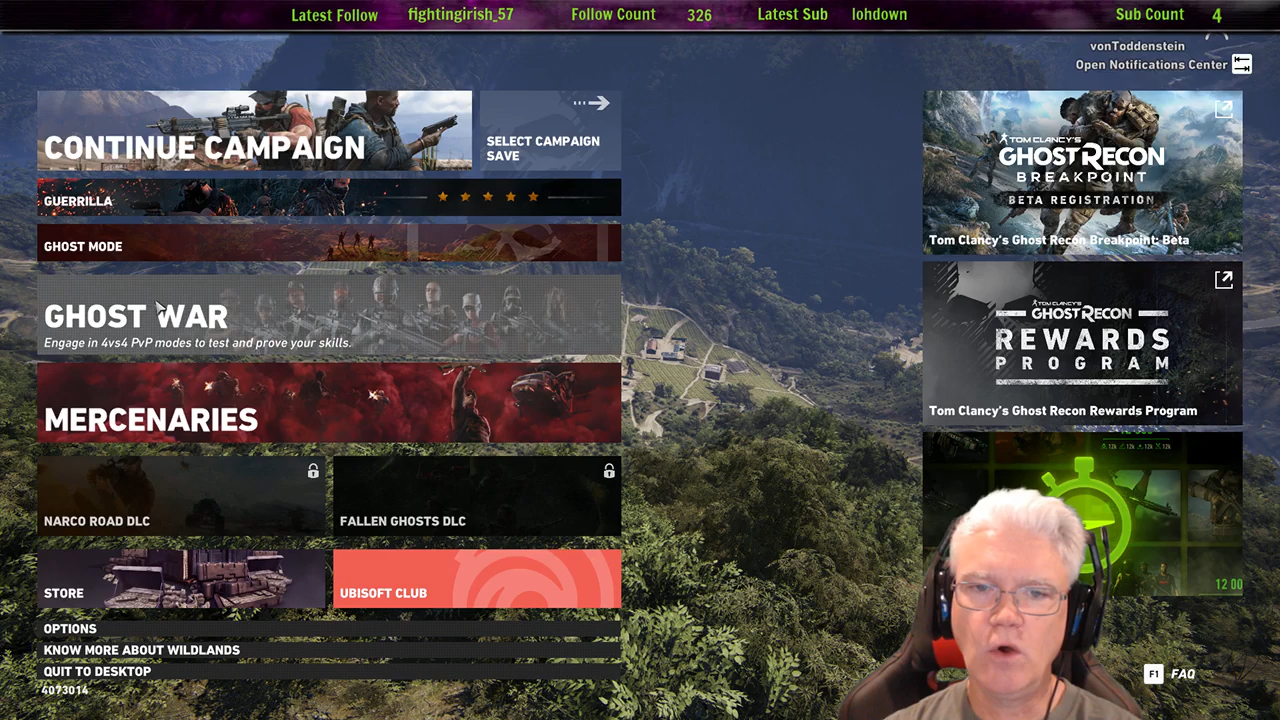 Latest Follow fightingirish_57 Follow Count 326 Latest Sub lohdown Sub Count 4
vonToddenstein
Open Notifications Center
CONTINUE CAMPAIGN
SELECT CAMPAIGN
SAVE
GUERRILLA
GHOST MODE
GHOST WAR
Engage in 4vs4 PvP modes to test and prove your skills.
MERCENARIES
NARCO ROAD DLC
FALLEN GHOSTS DLC
STORE
UBISOFT CLUB
OPTIONS
KNOW MORE ABOUT WILDLANDS
QUIT TO DESKTOP
4073014
TOM CLANCY'S
GHOST RECON
BREAKPOINT
BETA REGISTRATION
Tom Clancy's Ghost Recon Breakpoint: Beta
TOM CLANCY'S
GHOST RECON
REWARDS
PROGRAM
Tom Clancy's Ghost Recon Rewards Program
12 00
F1 FAQ